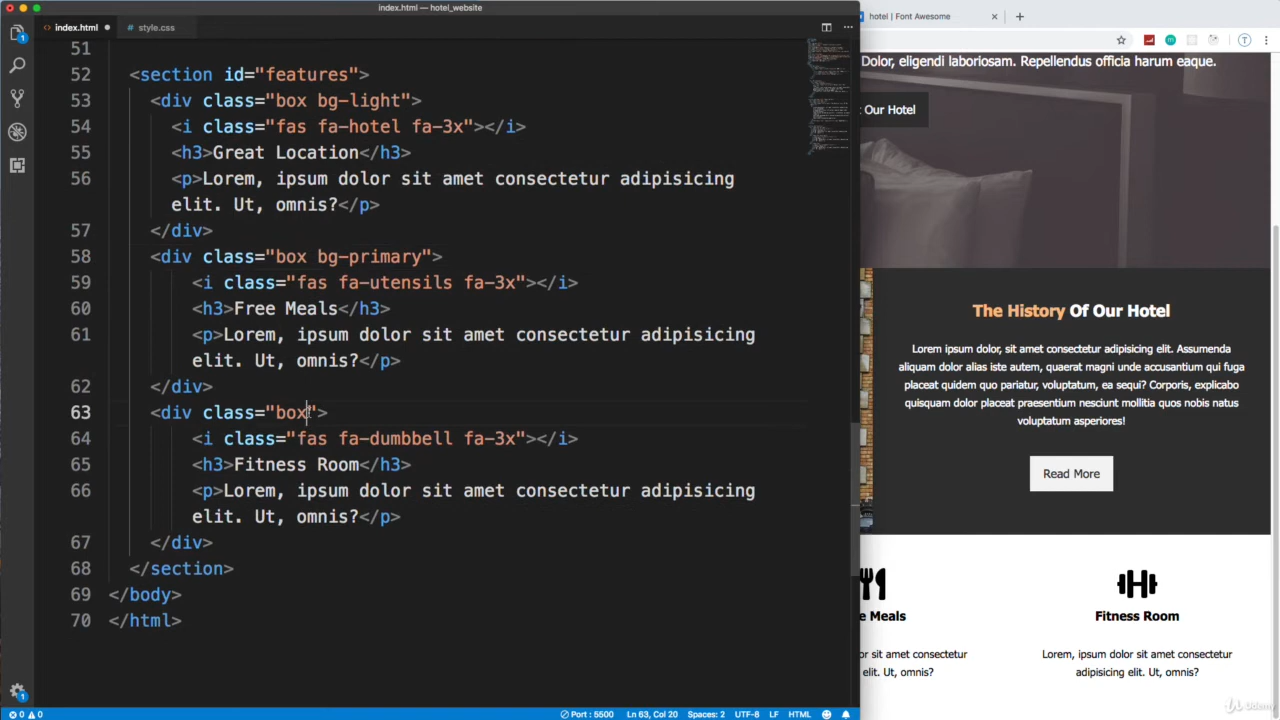 index.html — hotel_website
index.html
style.css
hotel | Font Awesome
T
51
52 <section id="features">
53 <div class="box bg-light">
54 <i class="fas fa-hotel fa-3x"></i>
55 <h3>Great Location</h3>
56 <p>Lorem, ipsum dolor sit amet consectetur adipisicing
elit. Ut, omnis?</p>
57 </div>
58 <div class="box bg-primary">
59 <i class="fas fa-utensils fa-3x"></i>
60 <h3>Free Meals</h3>
61 <p>Lorem, ipsum dolor sit amet consectetur adipisicing
elit. Ut, omnis?</p>
62 </div>
63 <div class="box">
64 <i class="fas fa-dumbbell fa-3x"></i>
65 <h3>Fitness Room</h3>
66 <p>Lorem, ipsum dolor sit amet consectetur adipisicing
elit. Ut, omnis?</p>
67 </div>
68 </section>
69 </body>
70 </html>
1
1
0 0
Port : 5500
Ln 63, Col 20
Spaces: 2
UTF-8
LF
HTML
Dolor, eligendi laboriosam. Repellendus officia harum eaque.
t Our Hotel
The History Of Our Hotel
Lorem ipsum dolor, sit amet consectetur adipisicing elit. Assumenda
aliquam dolor alias iste autem, quaerat magni unde accusantium qui fuga
placeat quidem quo pariatur, voluptatum, ea sequi? Corporis, explicabo
quibusdam dolor placeat praesentium mollitia quos nobis natus
voluptatum asperiores!
Read More
e Meals
or sit amet consectetur
elit. Ut, omnis?
Fitness Room
Lorem, ipsum dolor sit amet consectetur
adipisicing elit. Ut, omnis?
Udemy